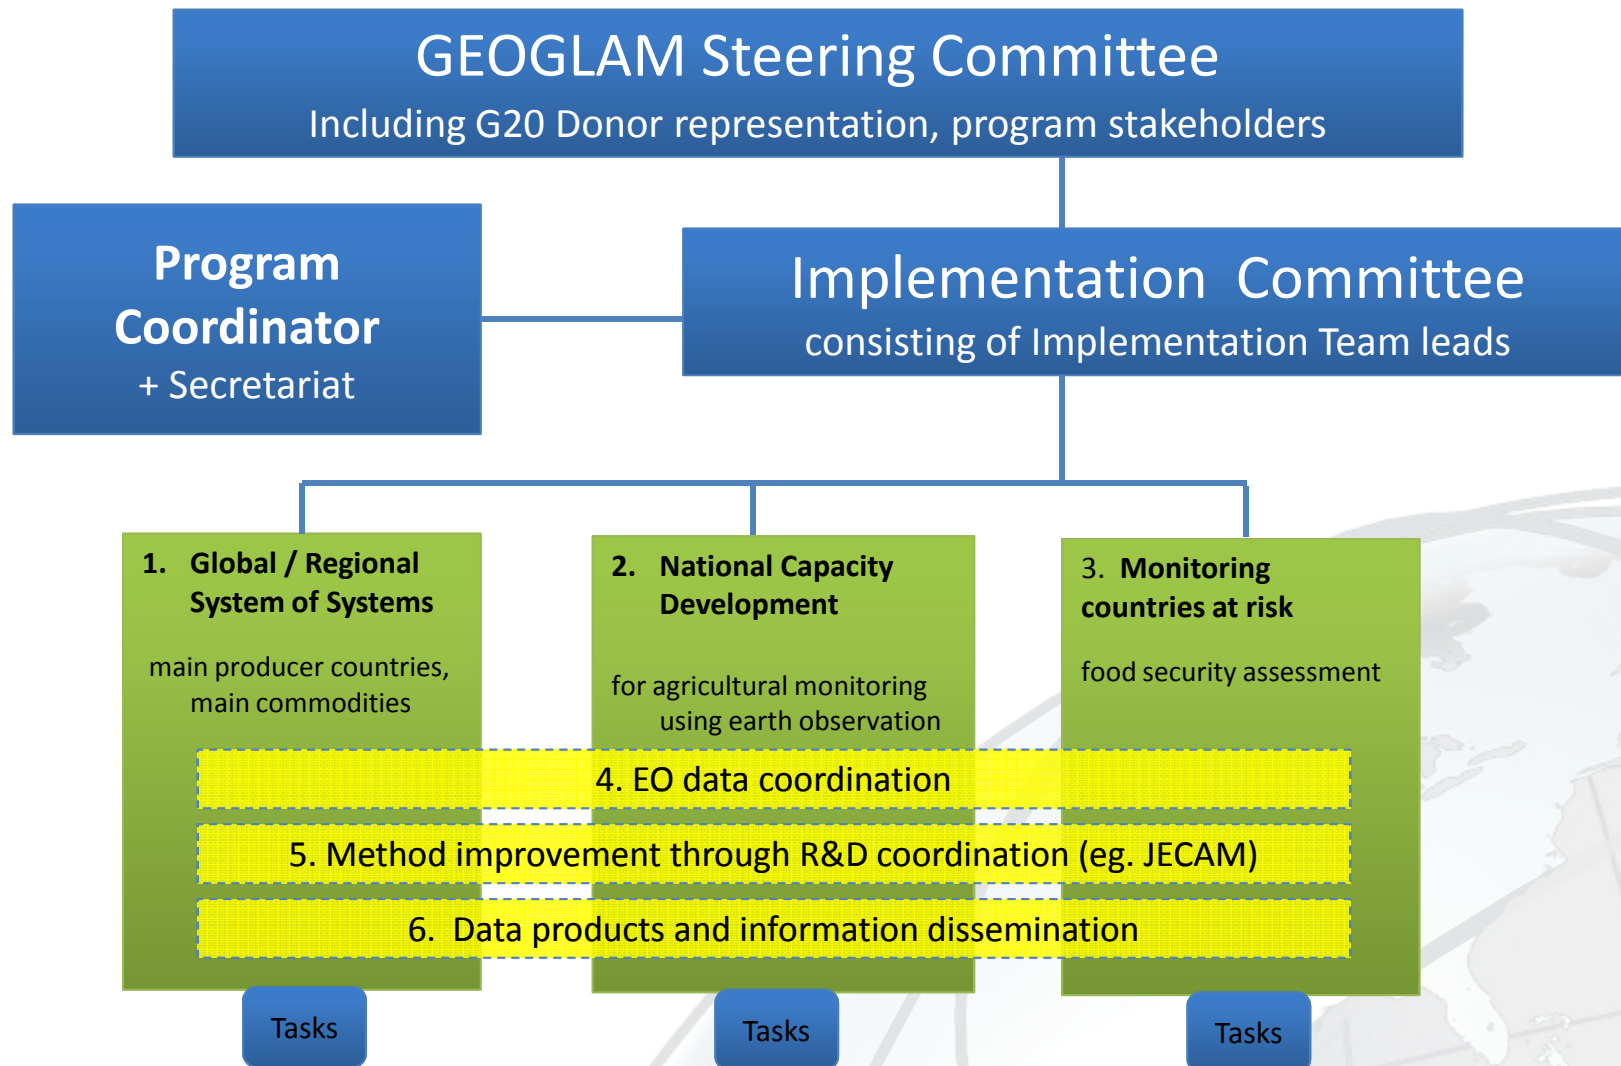 GEOGLAM Steering Committee
Including G20 Donor representation, program stakeholders
Program
Coordinator
+ Secretariat
Implementation Committee
consisting of Implementation Team leads
1. Global / Regional
System of Systems
main producer countries,
main commodities
2. National Capacity
Development
for agricultural monitoring
using earth observation
3. Monitoring
countries at risk
food security assessment
4. EO data coordination
5. Method improvement through R&D coordination (eg. JECAM)
6. Data products and information dissemination
Tasks
Tasks
Tasks